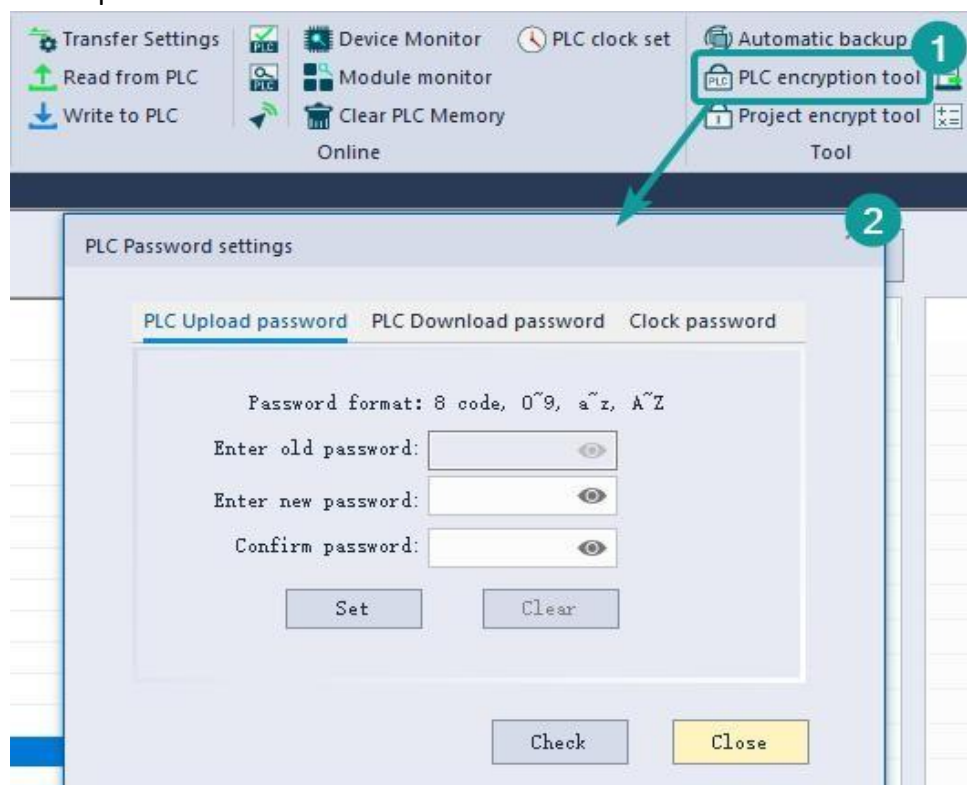 Transfer Settings PLC Device Monitor PLC clock set Automatic backup 1
Read from PLC PLC Module monitor PLC PLC encryption tool
Write to PLC Clear PLC Memory Project encrypt tool
Online Tool
2
PLC Password settings
PLC Upload password PLC Download password Clock password
Password format: 8 code, 0~9, a~z, A~Z
Enter old password:
Enter new password:
Confirm password:
Set Clear
Check Close